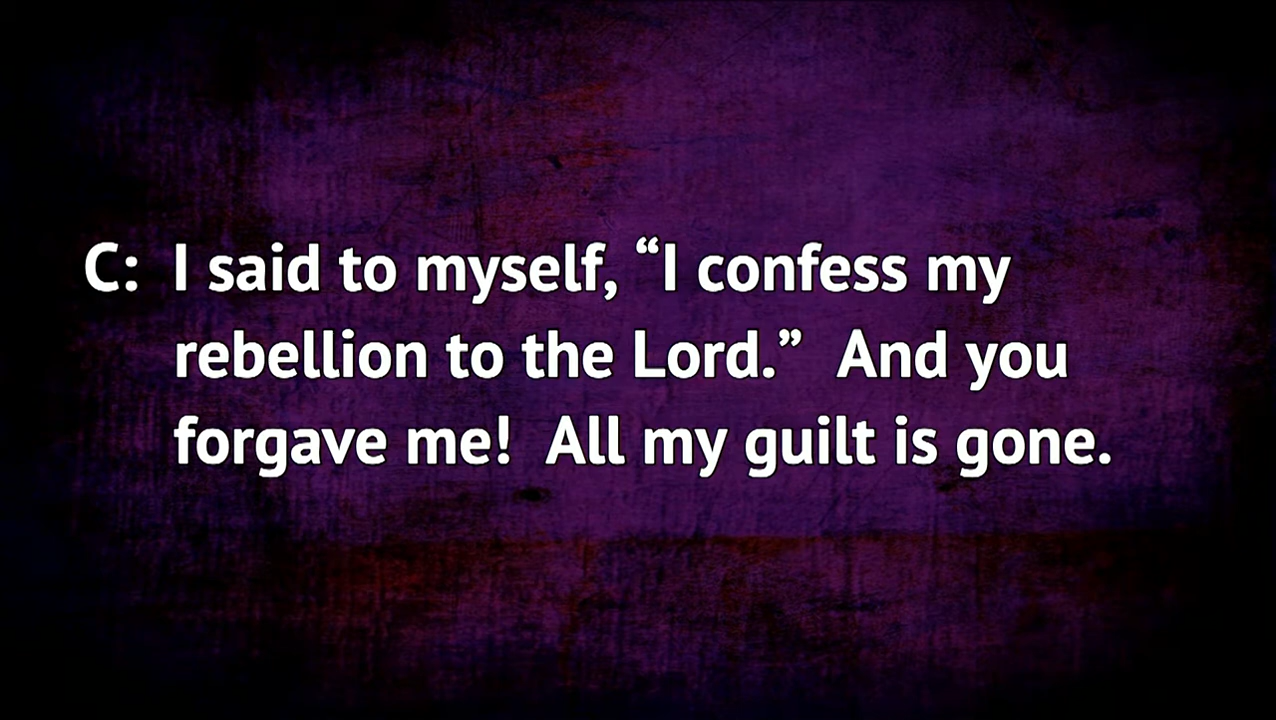 C: I said to myself, “I confess my
rebellion to the Lord.” And you
forgave me! All my guilt is gone.